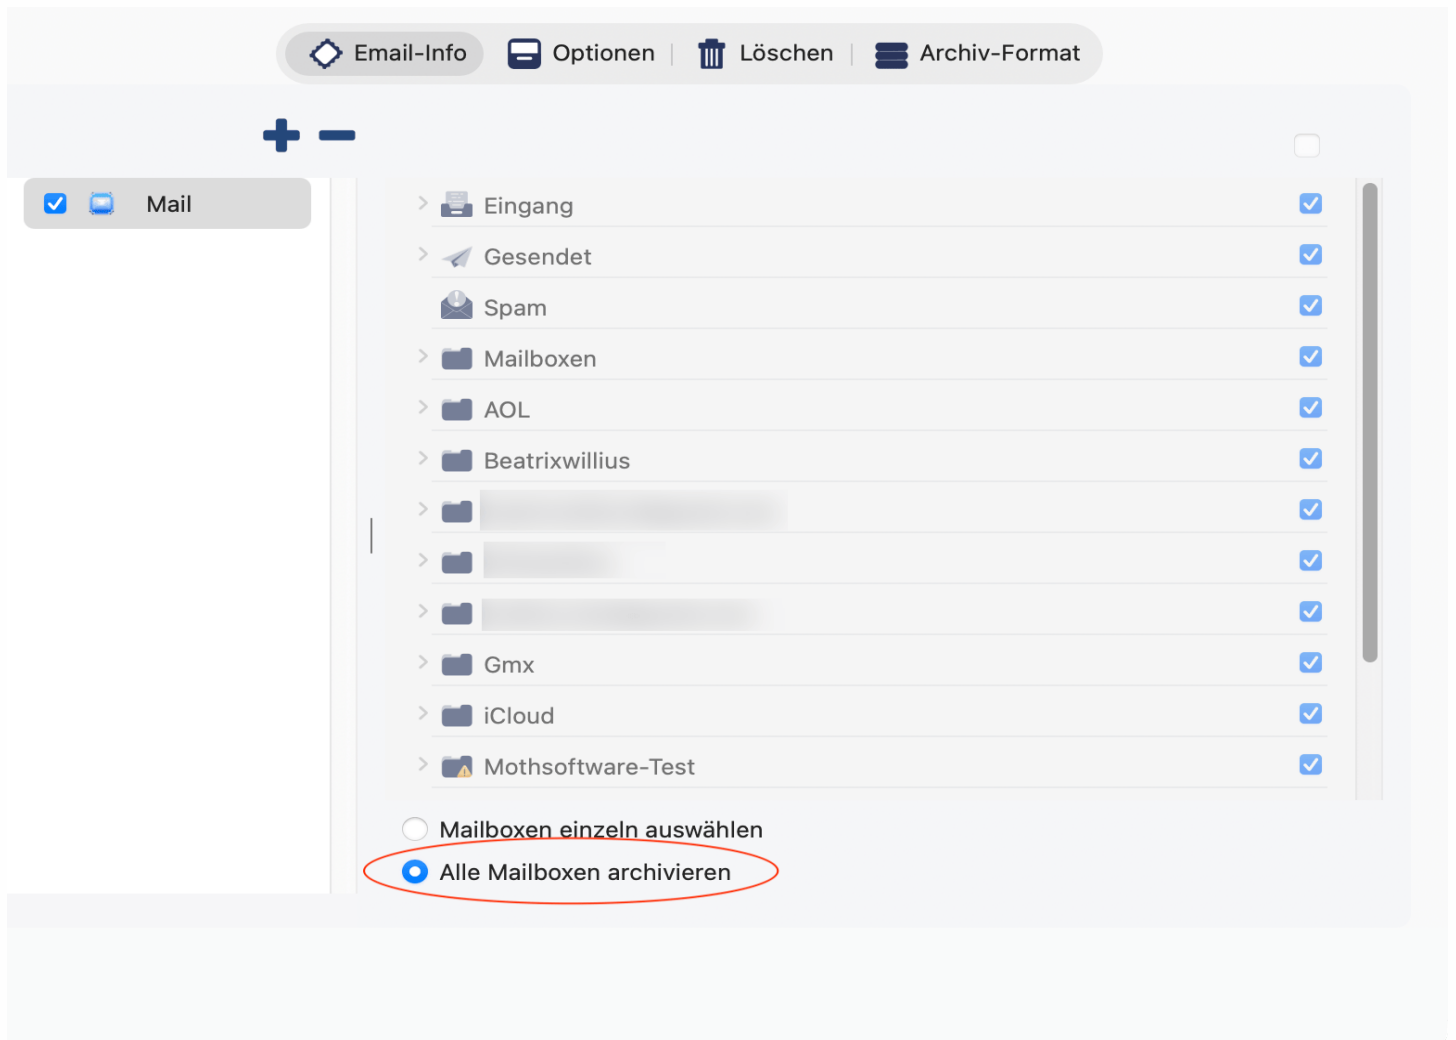 Email-Info Optionen Löschen Archiv-Format
Mail
Eingang
Gesendet
Spam
Mailboxen
AOL
Beatrixwillius
Gmx
iCloud
Mothsoftware-Test
Mailboxen einzeln auswählen
Alle Mailboxen archivieren